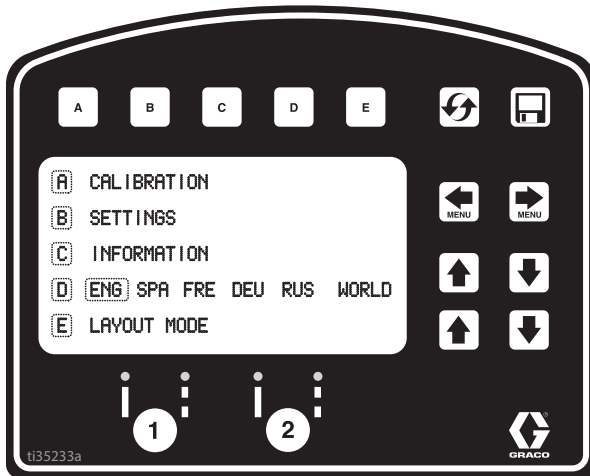 A B C D E
A CALIBRATION
MENU MENU
B SETTINGS
C INFORMATION
D ENG SPA FRE DEU RUS WORLD
E LAYOUT MODE
1 2
ti35233a
GRACO
®